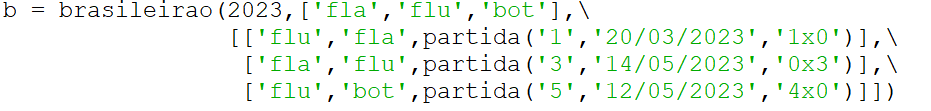 b = brasileirao(2023,['fla','flu','bot'],\
[['flu','fla',partida('1','20/03/2023','1x0')],\
['fla','flu',partida('3','14/05/2023','0x3')],\
['flu','bot',partida('5','12/05/2023','4x0')]])